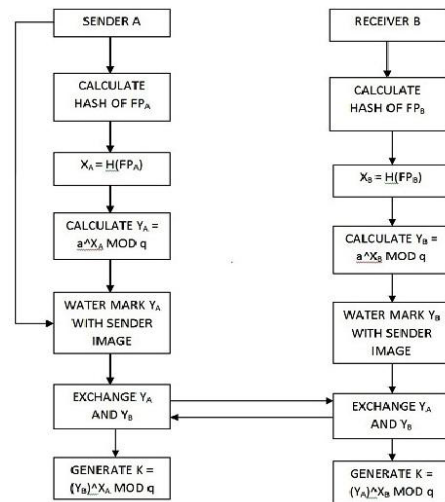 SENDER A
CALCULATE
HASH OF FPA
XA = H(FPA)
CALCULATE YA =
a^XA MOD q
WATER MARK YA
WITH SENDER
IMAGE
EXCHANGE YA
AND YB
GENERATE K =
(YB)^XA MOD q
RECEIVER B
CALCULATE
HASH OF FPB
XB = H(FPB)
CALCULATE YB =
a^XB MOD q
WATER MARK YB
WITH SENDER
IMAGE
EXCHANGE YA
AND YB
GENERATE K =
(YA)^XB MOD q